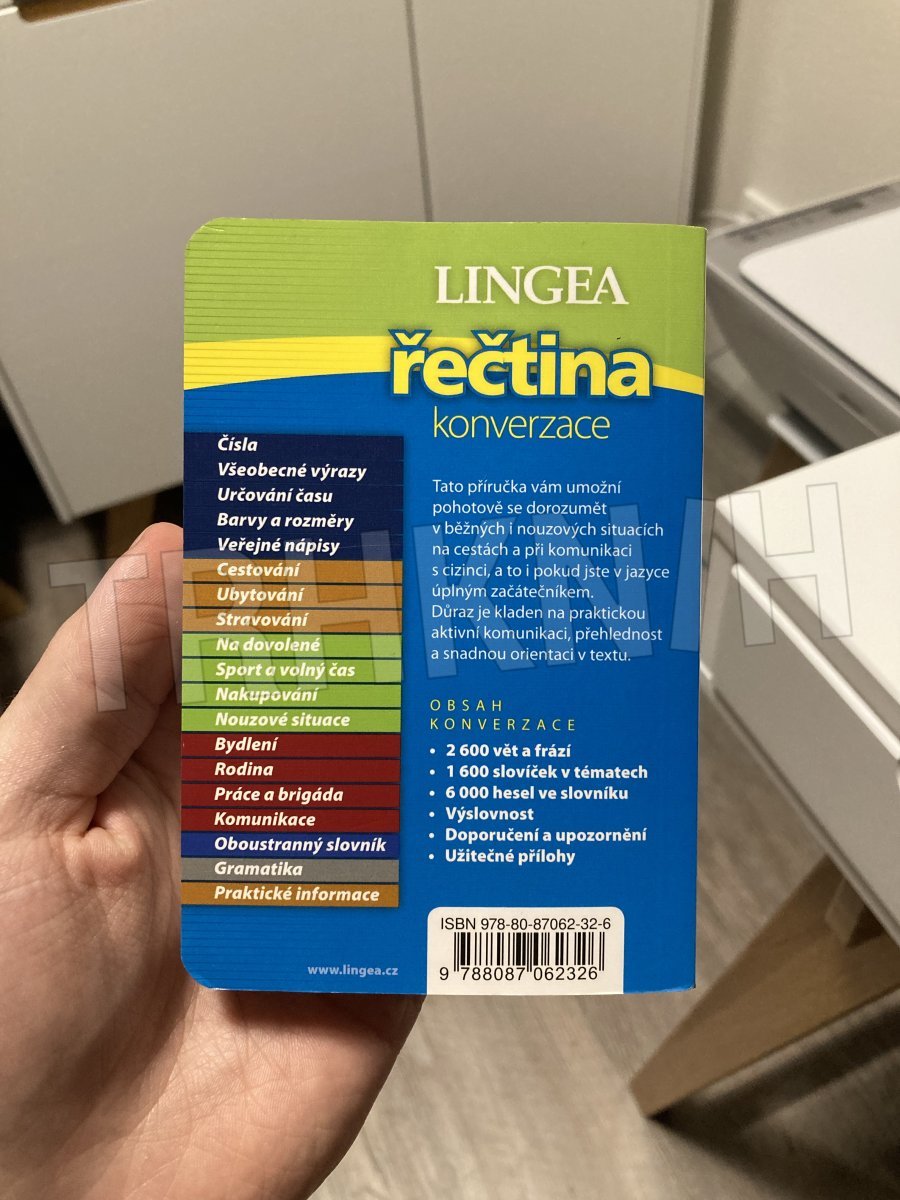 LINGEA
řečtina
konverzace
Čísla
Všeobecné výrazy
Určování času
Barvy a rozměry
Veřejné nápisy
Cestování
Ubytování
Stravování
Na dovolené
Sport a volný čas
Nakupování
Nouzové situace
Bydlení
Rodina
Práce a brigáda
Komunikace
Oboustranný slovník
Gramatika
Praktické informace
www.lingea.cz
Tato příručka vám umožní
pohotově se dorozumět
v běžných i nouzových situacích
na cestách a při komunikaci
s cizinci, a to i pokud jste v jazyce
úplným začátečníkem.
Důraz je kladen na praktickou
aktivní komunikaci, přehlednost
a snadnou orientaci v textu.
OBSAH
KONVERZACE
• 2 600 vět a frází
• 1 600 slovíček v tématech
• 6 000 hesel ve slovníku
• Výslovnost
• Doporučení a upozornění
• Užitečné přílohy
ISBN 978-80-87062-32-6
9 788087 062326
TRHKNIH